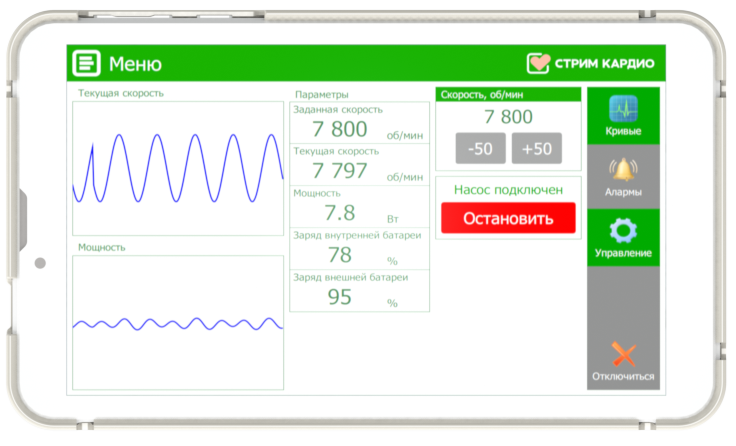 Меню
СТРИМ КАРДИО
Текущая скорость
Мощность
Параметры
Заданная скорость
7 800 об/мин
Текущая скорость
7 797 об/мин
Мощность
7.8 Вт
Заряд внутренней батареи
78 %
Заряд внешней батареи
95 %
Скорость, об/мин
7 800
-50 +50
Насос подключен
Остановить
Кривые
Алармы
Управление
Отключиться